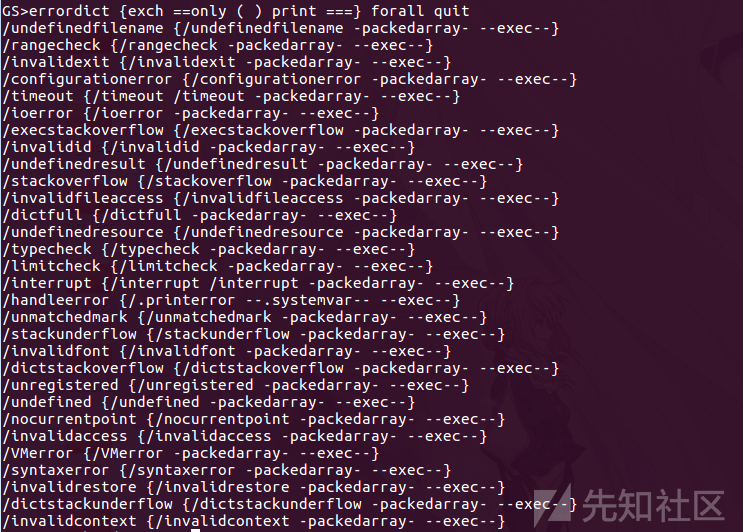 GS>errordict {exch ==only ( ) print ===} forall quit
/undefinedfilename {/undefinedfilename -packedarray- --exec--}
/rangecheck {/rangecheck -packedarray- --exec--}
/invalidexit {/invalidexit -packedarray- --exec--}
/configurationerror {/configurationerror -packedarray- --exec--}
/timeout {/timeout /timeout -packedarray- --exec--}
/ioerror {/ioerror -packedarray- --exec--}
/execstackoverflow {/execstackoverflow -packedarray- --exec--}
/invalidid {/invalidid -packedarray- --exec--}
/undefinedresult {/undefinedresult -packedarray- --exec--}
/stackoverflow {/stackoverflow -packedarray- --exec--}
/invalidfileaccess {/invalidfileaccess -packedarray- --exec--}
/dictfull {/dictfull -packedarray- --exec--}
/undefinedresource {/undefinedresource -packedarray- --exec--}
/typecheck {/typecheck -packedarray- --exec--}
/limitcheck {/limitcheck -packedarray- --exec--}
/interrupt {/interrupt /interrupt -packedarray- --exec--}
/handleerror {/.printerror --.systemvar-- --exec--}
/unmatchedmark {/unmatchedmark -packedarray- --exec--}
/stackunderflow {/stackunderflow -packedarray- --exec--}
/invalidfont {/invalidfont -packedarray- --exec--}
/dictstackoverflow {/dictstackoverflow -packedarray- --exec--}
/unregistered {/unregistered -packedarray- --exec--}
/undefined {/undefined -packedarray- --exec--}
/nocurrentpoint {/nocurrentpoint -packedarray- --exec--}
/invalidaccess {/invalidaccess -packedarray- --exec--}
/VMerror {/VMerror -packedarray- --exec--}
/syntaxerror {/syntaxerror -packedarray- --exec--}
/invalidrestore {/invalidrestore -packedarray- --exec--}
/dictstackunderflow {/dictstackunderflow -packedarray- --exec--}
/invalidcontext {/invalidcontext -packedarray- --exec--}
先知社区